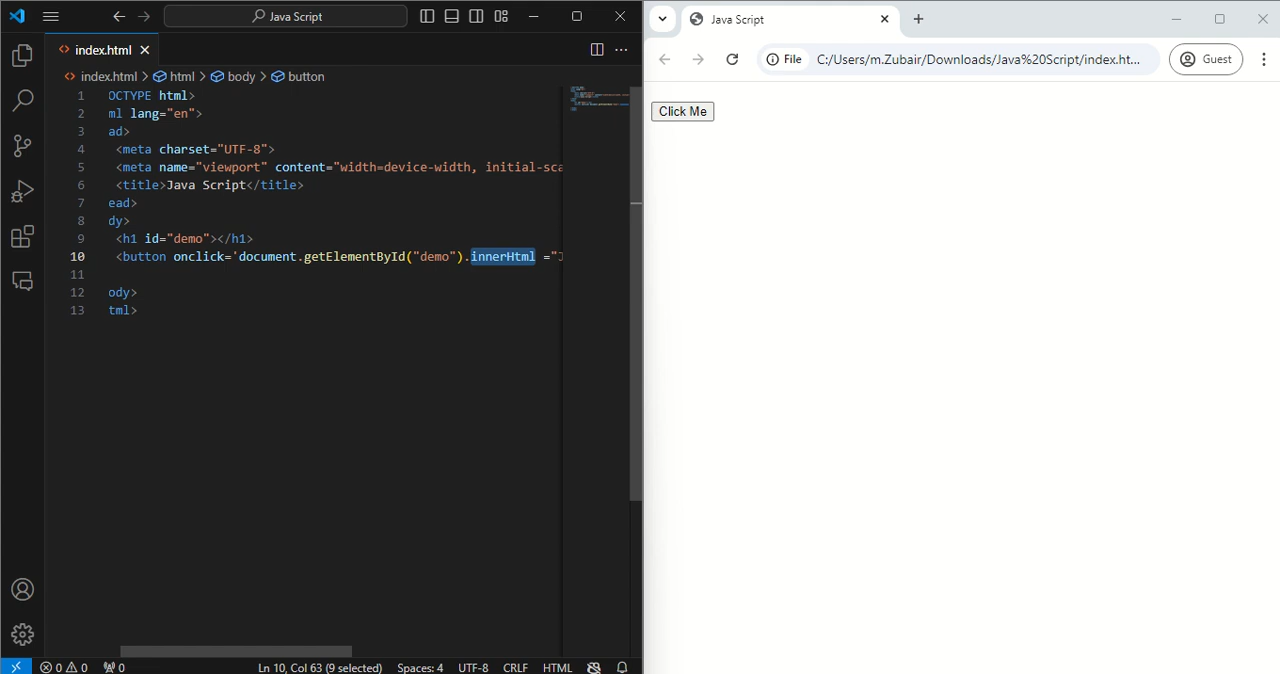 Java Script
index.html
index.html > html > body > button
1 OCTYPE html>
2 ml lang="en">
3 ad>
4 <meta charset="UTF-8">
5 <meta name="viewport" content="width=device-width, initial-sca
6 <title>Java Script</title>
7 ead>
8 dy>
9 <h1 id="demo"></h1>
10 <button onclick='document.getElementById("demo").innerHtml ="J
11
12 ody>
13 tml>
0 0 0
Ln 10, Col 63 (9 selected)
Spaces: 4
UTF-8
CRLF
HTML
Java Script
File
C:/Users/m.Zubair/Downloads/Java%20Script/index.ht...
Guest
Click Me